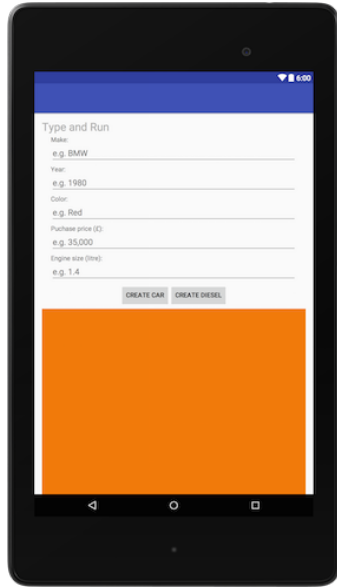 6:00
Type and Run
Make:
e.g. BMW
Year:
e.g. 1980
Color:
e.g. Red
Puchase price (£):
e.g. 35,000
Engine size (litre):
e.g. 1.4
CREATE CAR CREATE DIESEL